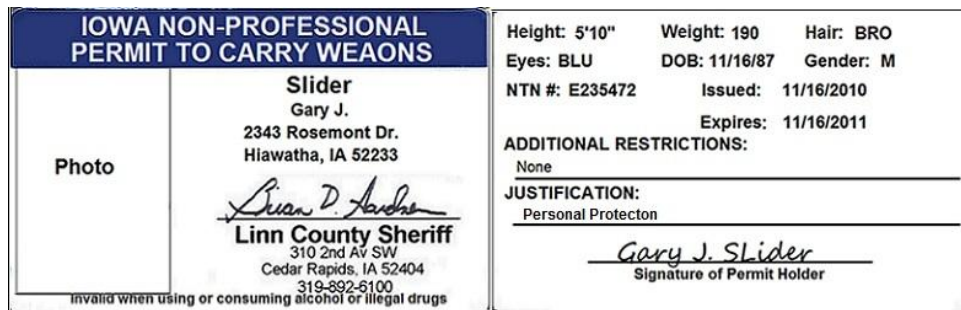 IOWA NON-PROFESSIONAL
PERMIT TO CARRY WEAONS
Photo
Slider
Gary J.
2343 Rosemont Dr.
Hiawatha, IA 52233
Brian D.
Linn County Sheriff
310 2nd Av SW
Cedar Rapids, IA 52404
319-892-6100
Invalid when using or consuming alcohol or illegal drugs
Height: 5'10" Weight: 190 Hair: BRO
Eyes: BLU DOB: 11/16/87 Gender: M
NTN #: E235472 Issued: 11/16/2010
Expires: 11/16/2011
ADDITIONAL RESTRICTIONS:
None
JUSTIFICATION:
Personal Protecton
Gary J. SLider
Signature of Permit Holder